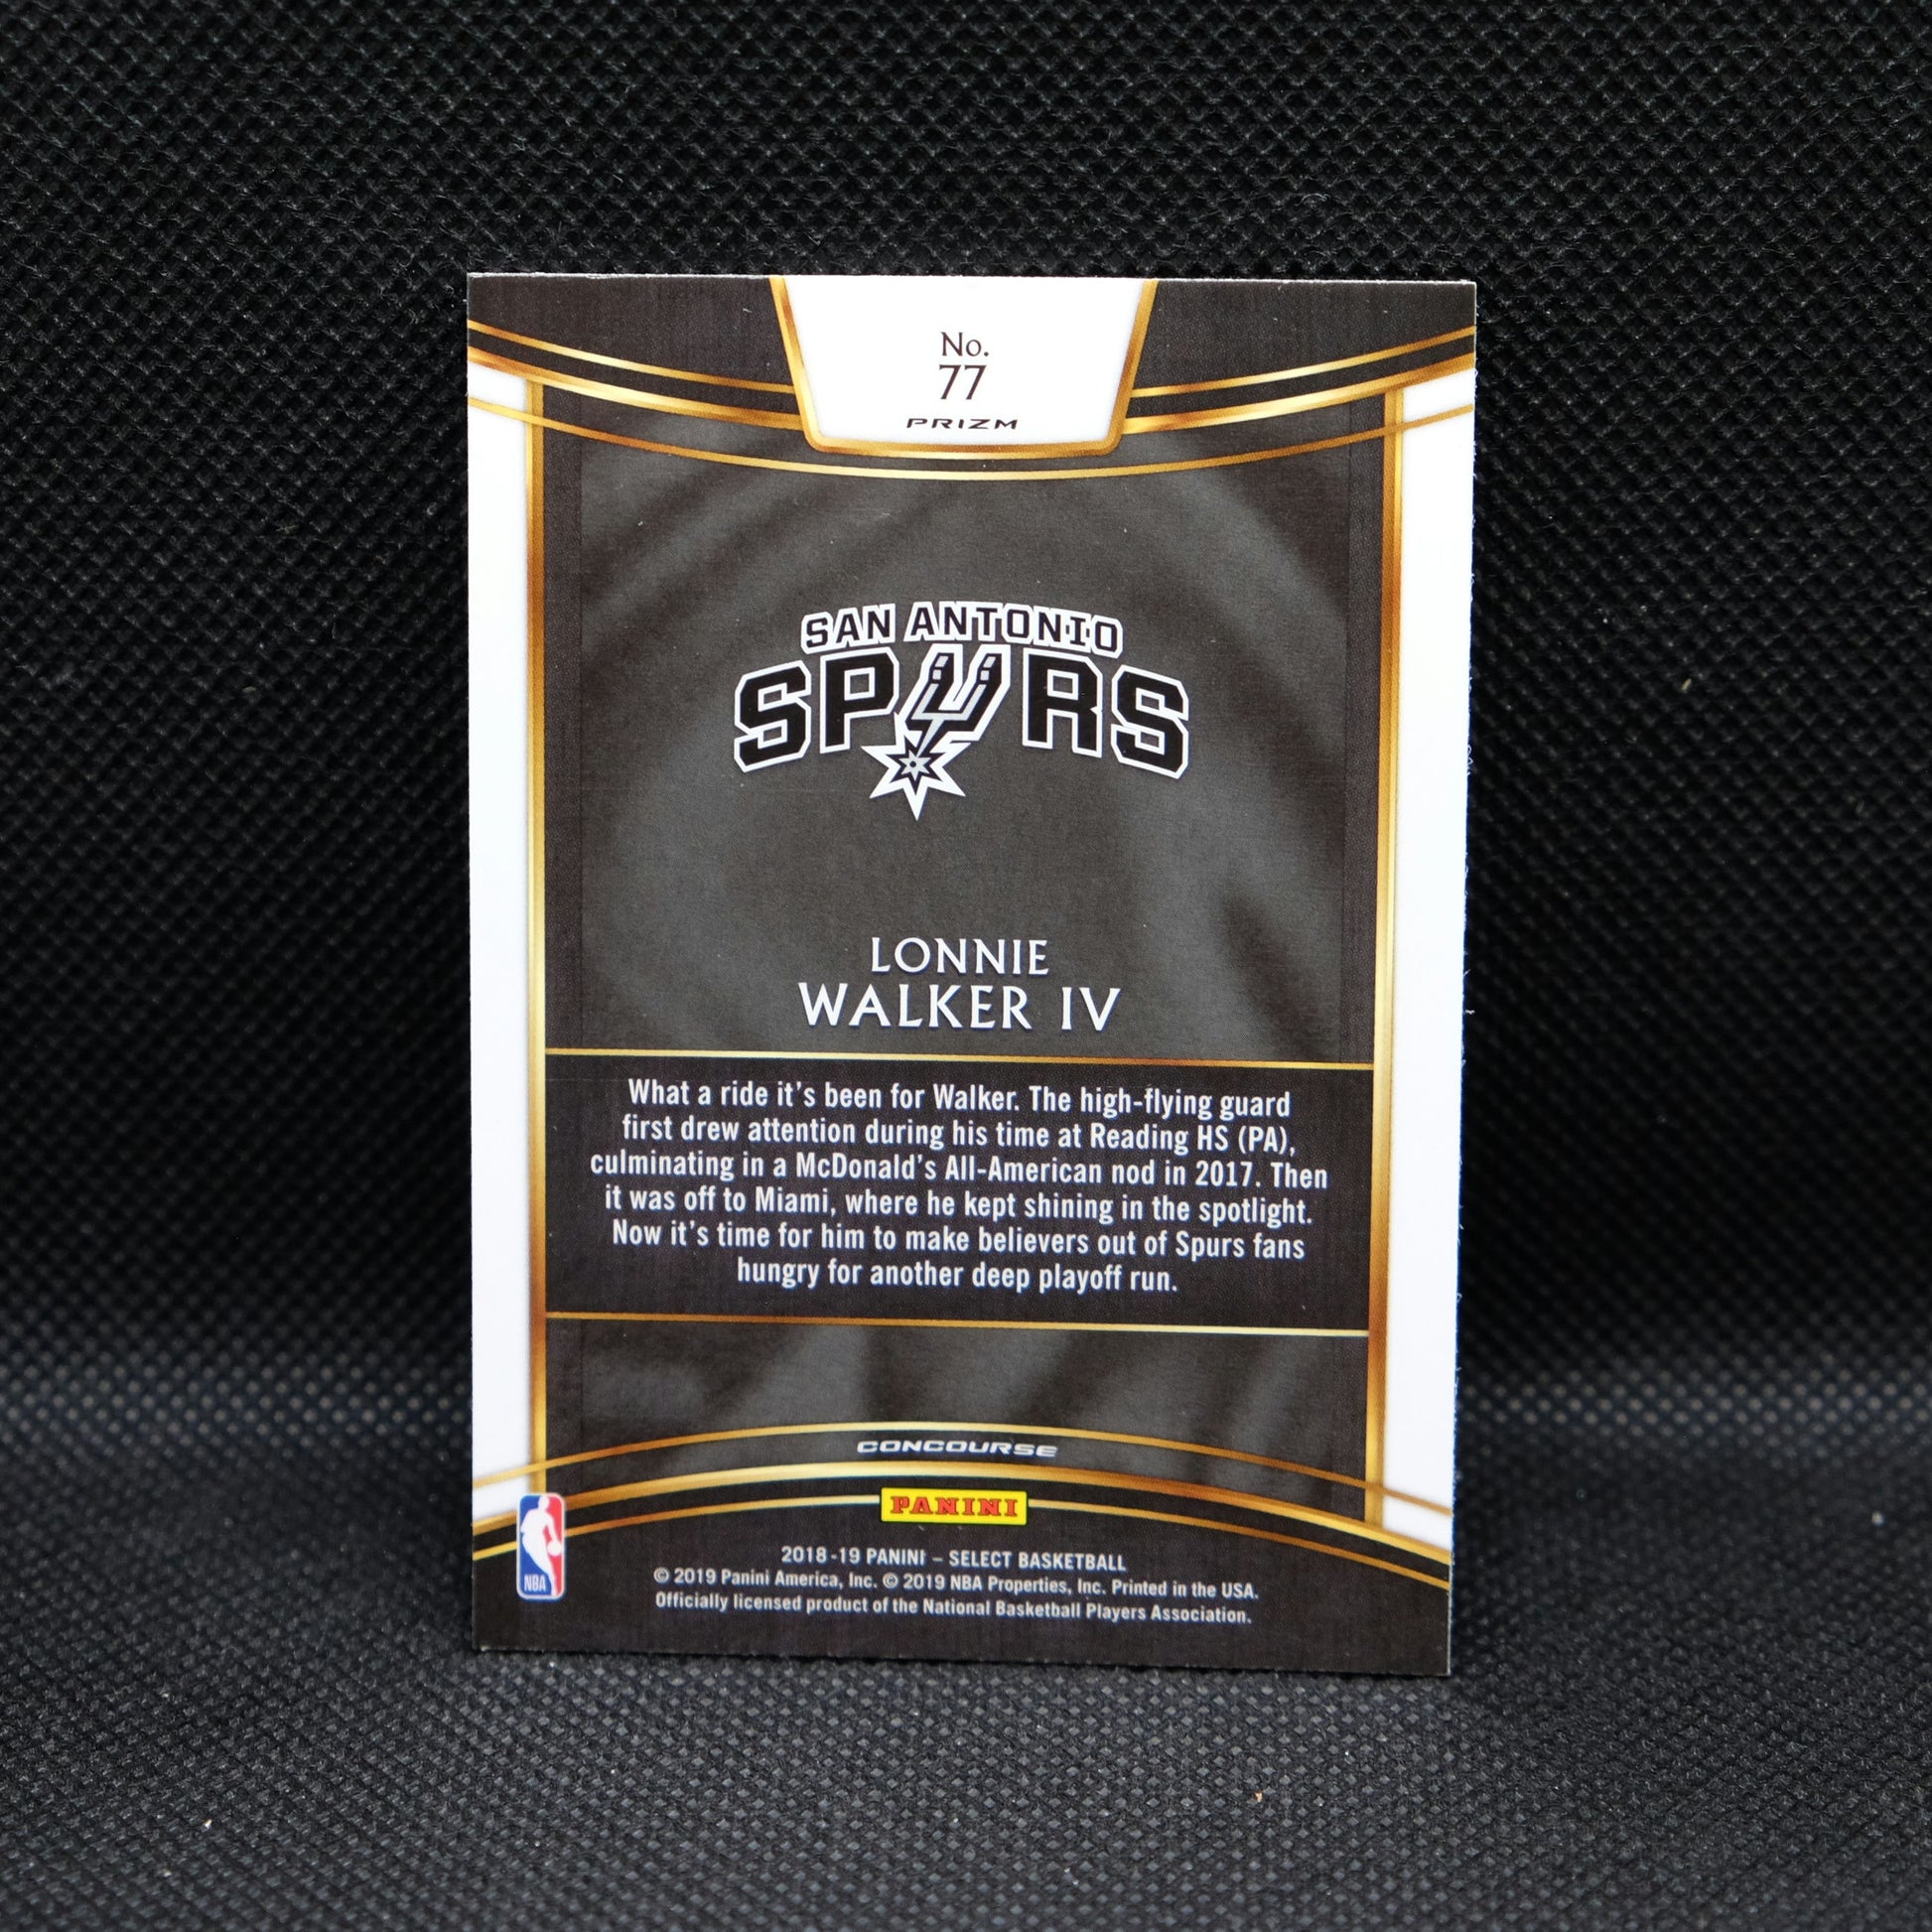 No.
77
PRIZM
SAN ANTONIO
SPURS
LONNIE
WALKER IV
What a ride it's been for Walker. The high-flying guard
first drew attention during his time at Reading HS (PA),
culminating in a McDonald's All-American nod in 2017. Then
it was off to Miami, where he kept shining in the spotlight.
Now it's time for him to make believers out of Spurs fans
hungry for another deep playoff run.
CONCOURSE
PANINI
NBA
2018-19 PANINI – SELECT BASKETBALL
© 2019 Panini America, Inc. © 2019 NBA Properties, Inc. Printed in the USA.
Officially licensed product of the National Basketball Players Association.